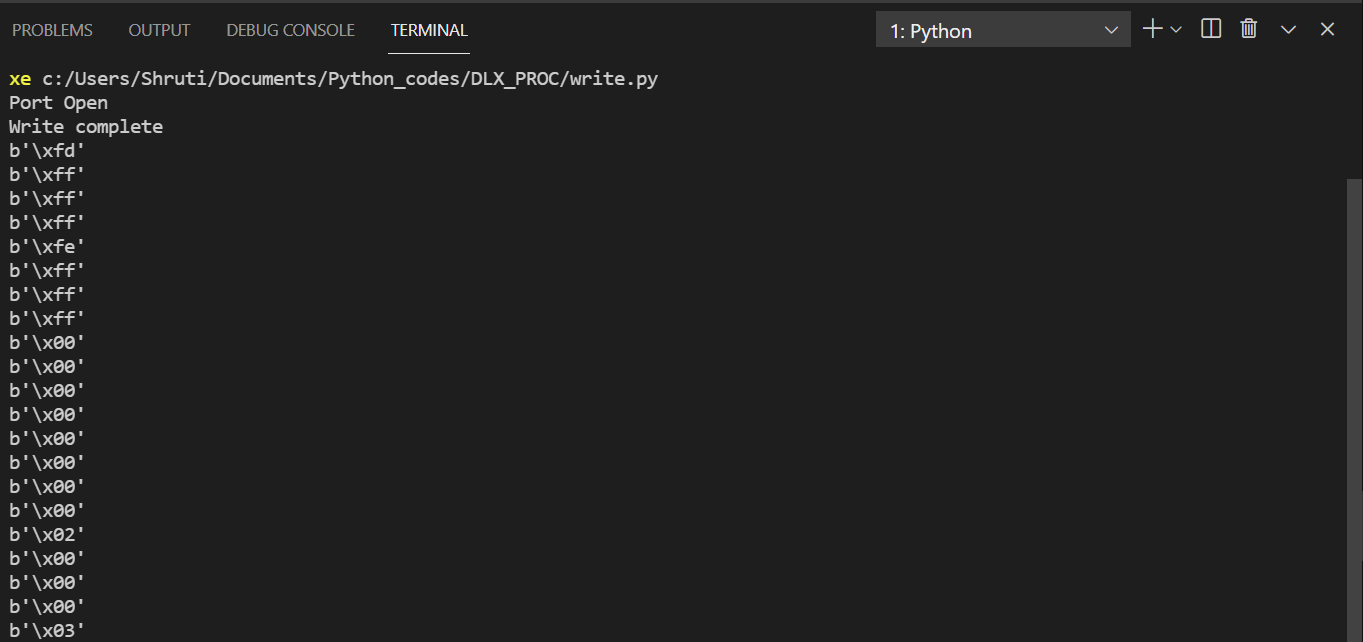 PROBLEMS OUTPUT DEBUG CONSOLE TERMINAL 1: Python
xe c:/Users/Shruti/Documents/Python_codes/DLX_PROC/write.py
Port Open
Write complete
b'\xfd'
b'\xff'
b'\xff'
b'\xff'
b'\xfe'
b'\xff'
b'\xff'
b'\xff'
b'\x00'
b'\x00'
b'\x00'
b'\x00'
b'\x00'
b'\x00'
b'\x00'
b'\x00'
b'\x02'
b'\x00'
b'\x00'
b'\x00'
b'\x03'